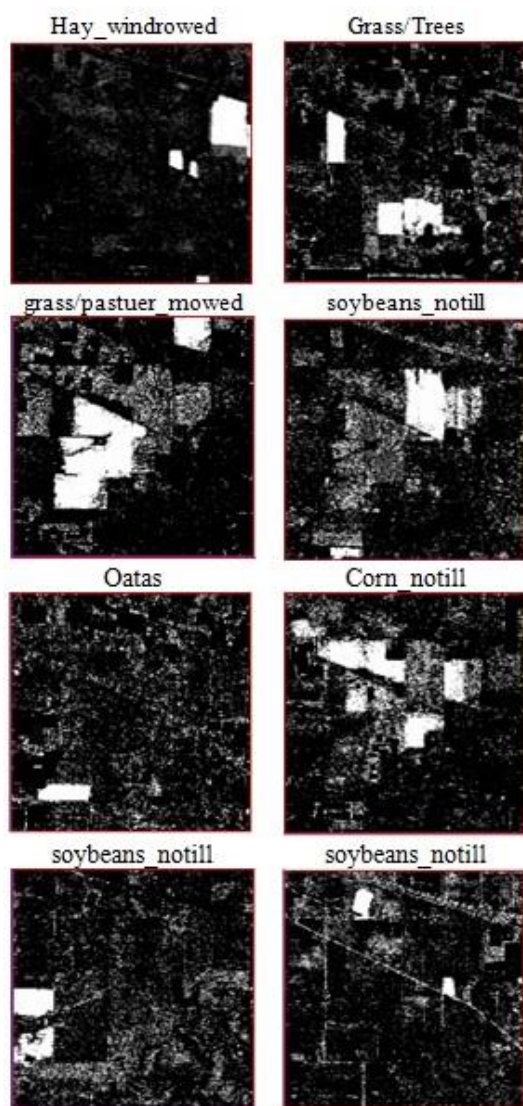 Hay_windrowed
Grass/Trees
grass/pastuer_mowed
soybeans_notill
Oatas
Corn_notill
soybeans_notill
soybeans_notill